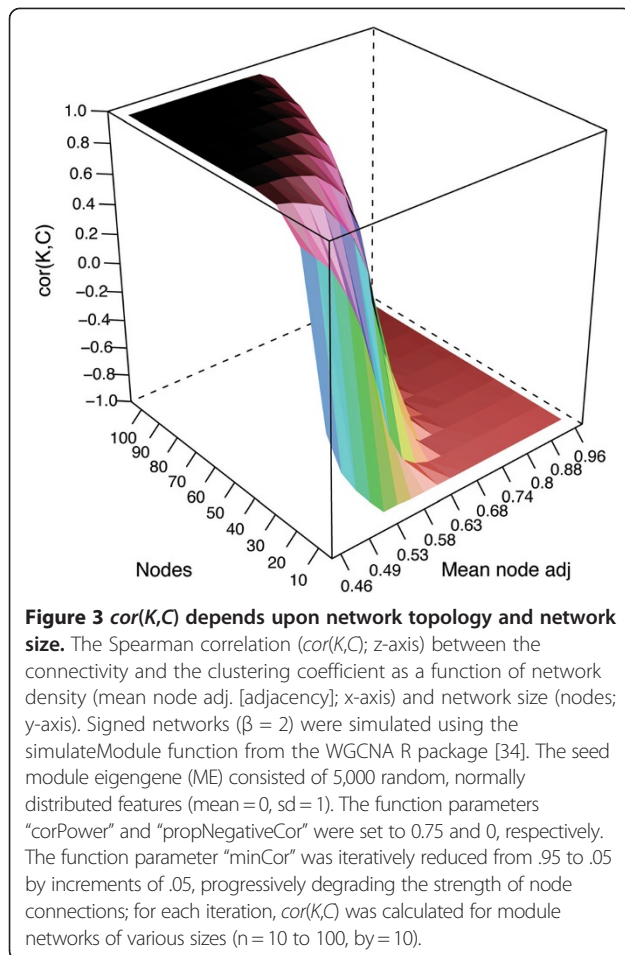 1.0
0.8
0.6
0.4
0.2
0.0
−0.2
−0.4
−0.6
−0.8
−1.0
cor(K,C)
100
90
80
70
60
50
40
30
20
10
Nodes
0.46
0.49
0.53
0.58
0.63
0.68
0.74
0.8
0.88
0.96
Mean node adj
Figure 3 cor(K,C) depends upon network topology and network
size. The Spearman correlation (cor(K,C); z-axis) between the
connectivity and the clustering coefficient as a function of network
density (mean node adj. [adjacency]; x-axis) and network size (nodes;
y-axis). Signed networks (β = 2) were simulated using the
simulateModule function from the WGCNA R package [34]. The seed
module eigengene (ME) consisted of 5,000 random, normally
distributed features (mean = 0, sd = 1). The function parameters
“corPower” and “propNegativeCor” were set to 0.75 and 0, respectively.
The function parameter “minCor” was iteratively reduced from .95 to .05
by increments of .05, progressively degrading the strength of node
connections; for each iteration, cor(K,C) was calculated for module
networks of various sizes (n = 10 to 100, by = 10).